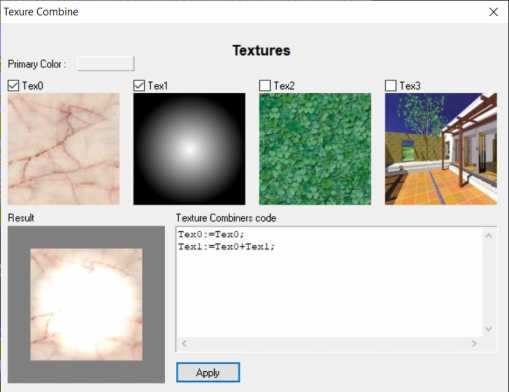 Texure Combine
Textures
Primary Color :
Tex0
Tex1
Tex2
Tex3
Result
Texture Combiners code
Tex0:=Tex0;
Tex1:=Tex0+Tex1;
Apply